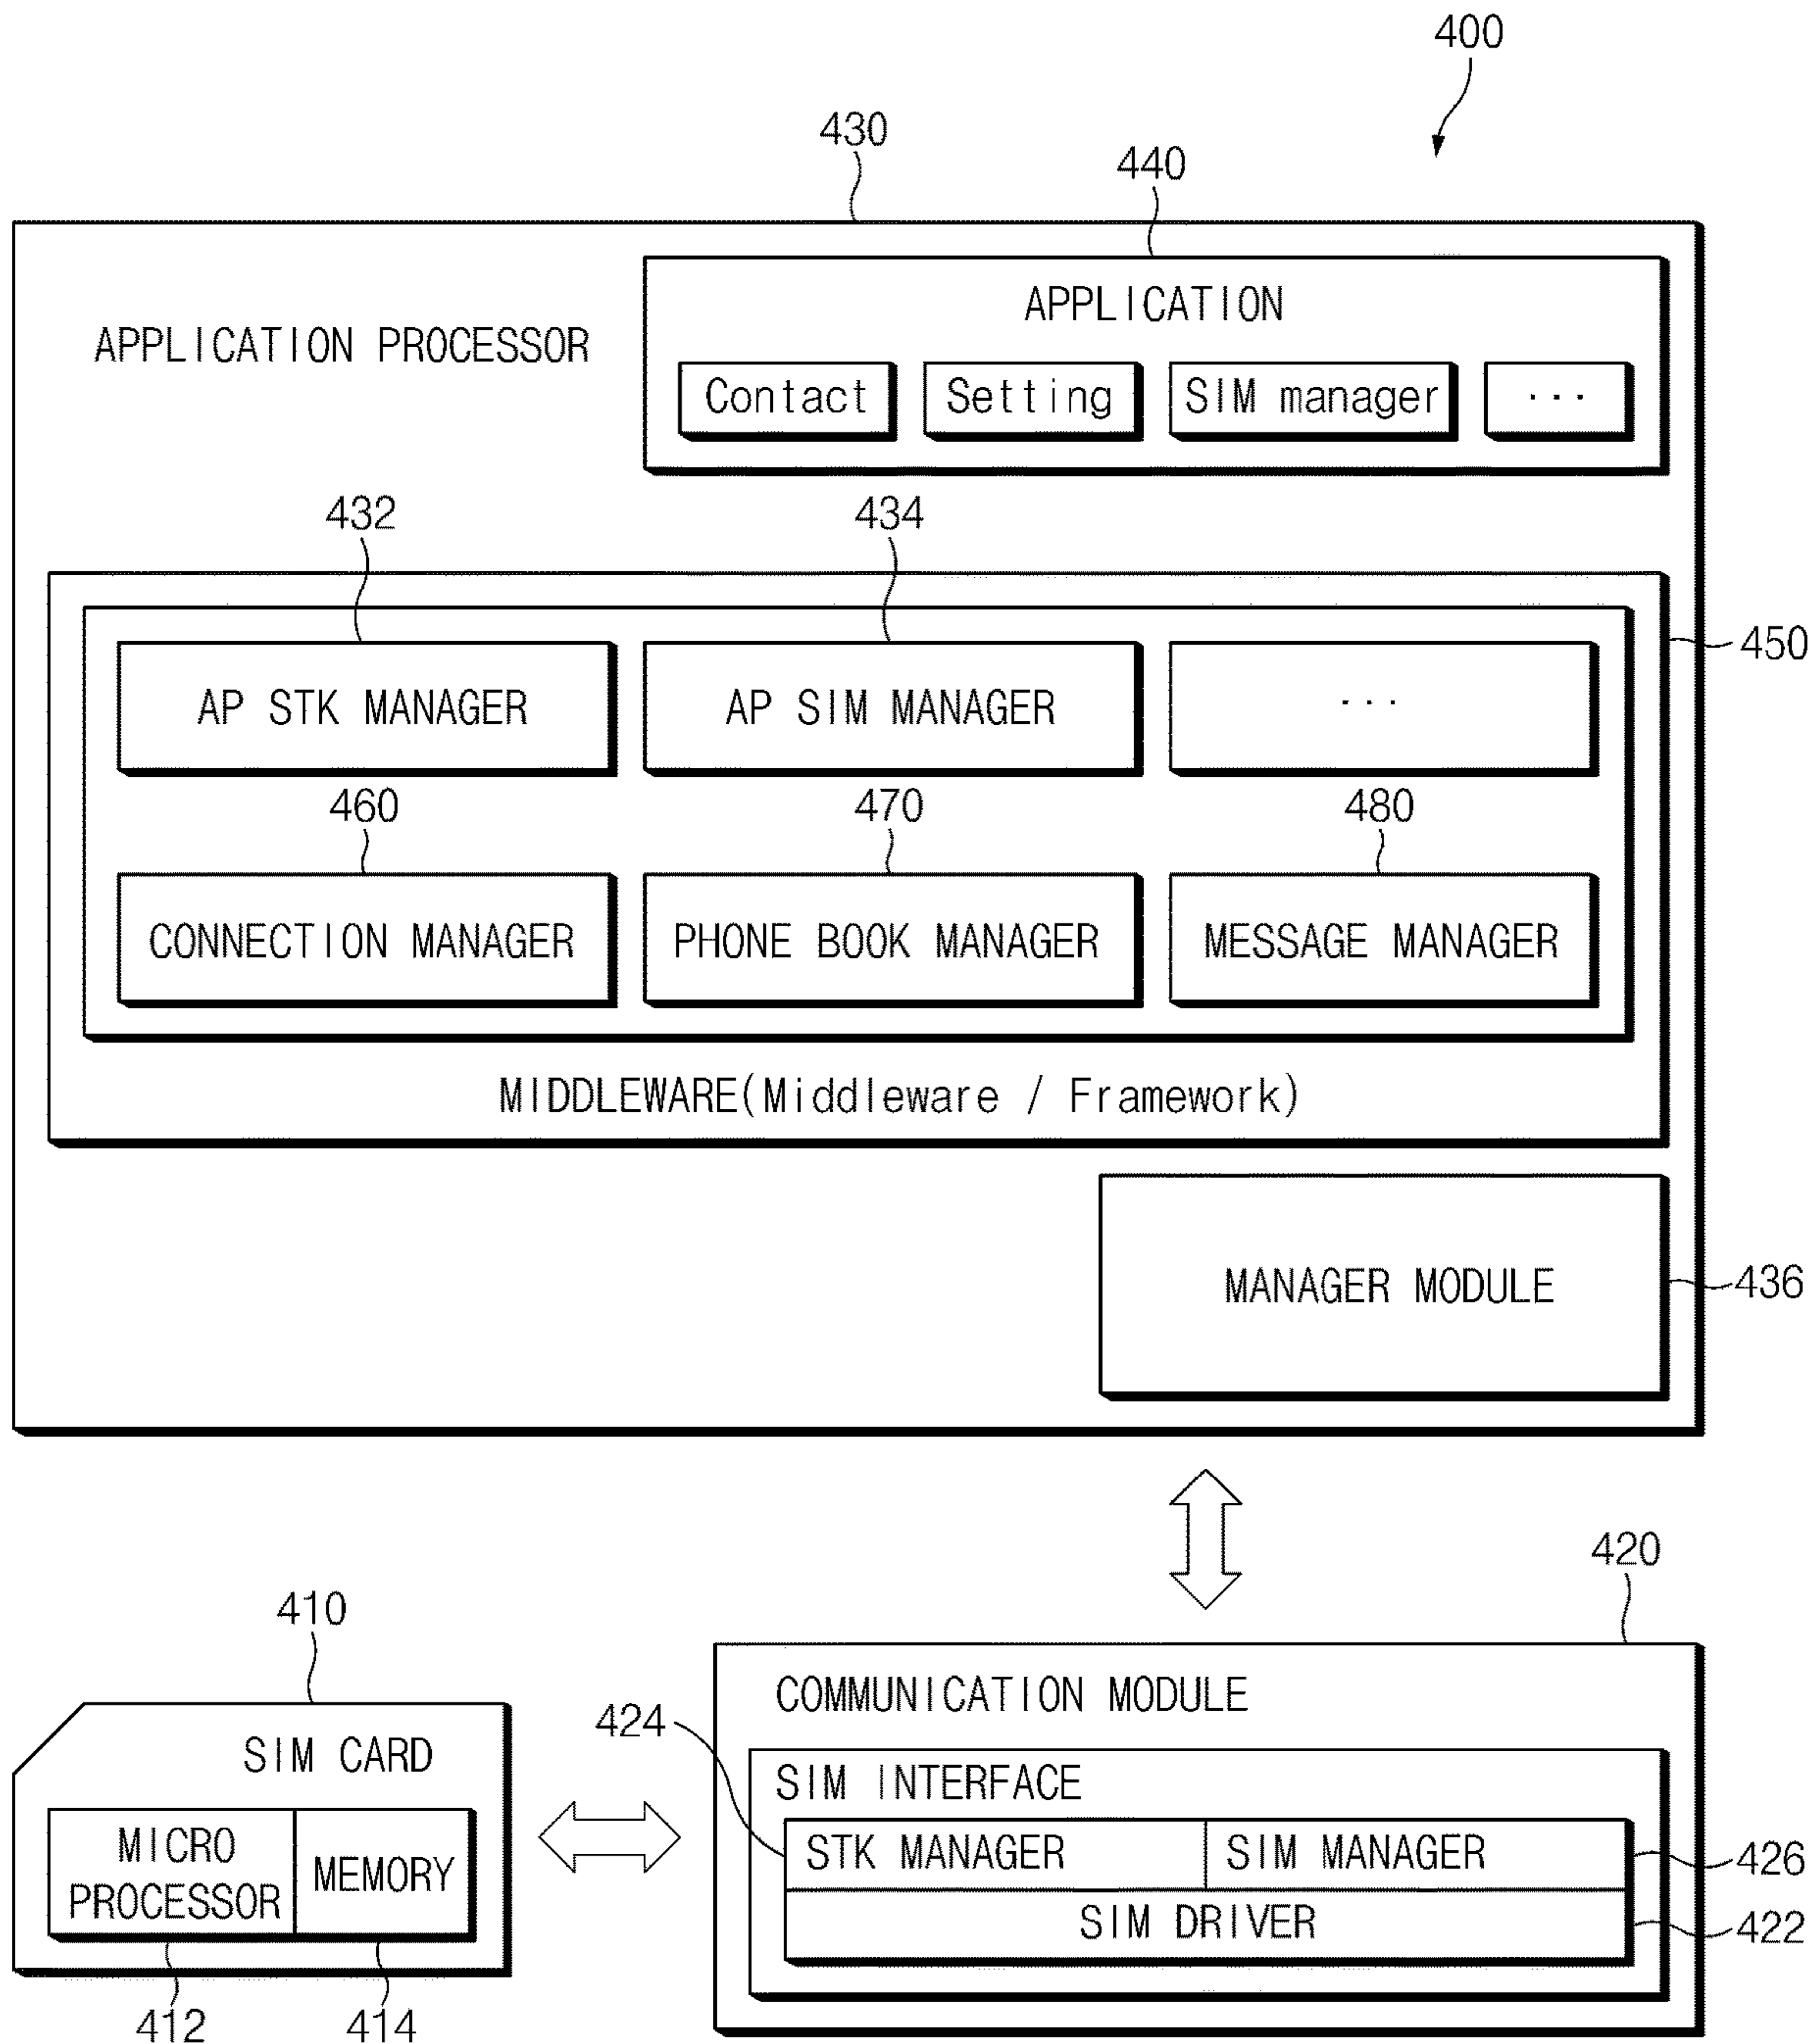 400
430
440
APPLICATION PROCESSOR
APPLICATION
Contact
Setting
SIM manager
...
432
434
450
AP STK MANAGER
AP SIM MANAGER
...
460
470
480
CONNECTION MANAGER
PHONE BOOK MANAGER
MESSAGE MANAGER
MIDDLEWARE(Middleware / Framework)
MANAGER MODULE
436
420
410
COMMUNICATION MODULE
424
SIM CARD
SIM INTERFACE
MICRO
PROCESSOR
MEMORY
STK MANAGER
SIM MANAGER
426
SIM DRIVER
422
412
414